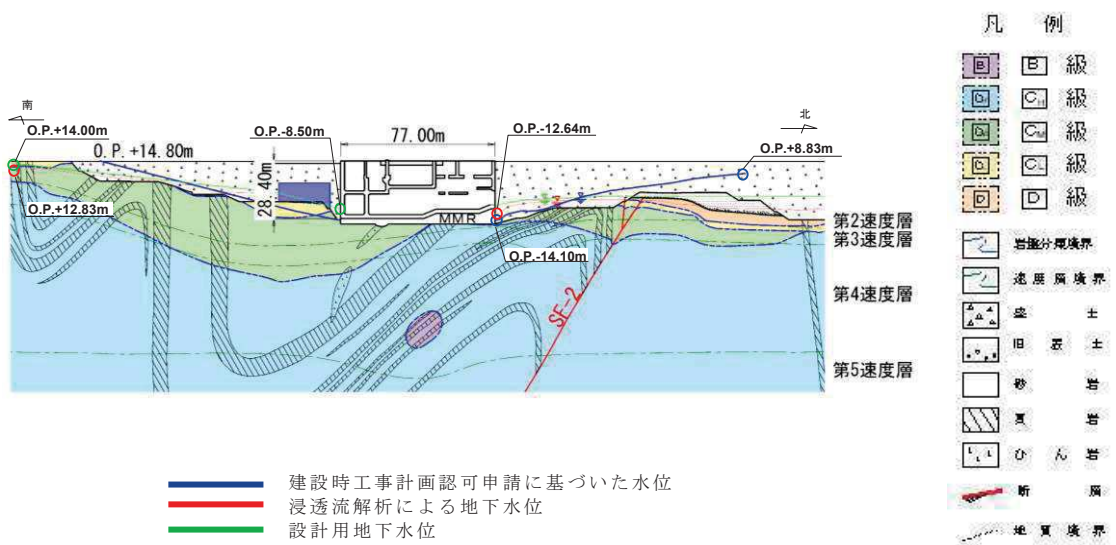 南
北
O.P.+14.00m
O.P.+14.80m
O.P.-8.50m
77.00m
O.P.-12.64m
O.P.+8.83m
28.40m
O.P.+12.83m
MMR
O.P.-14.10m
SF-2
第2速度層
第3速度層
第4速度層
第5速度層
建設時工事計画認可申請に基づいた水位
浸透流解析による地下水位
設計用地下水位
凡 例
B B 級
CH CH 級
CM CM 級
CL CL 級
D D 級
岩盤分類境界
速度層境界
盛 土
旧 表 土
砂 岩
頁 岩
ひ ん 岩
断 層
地 質 境 界